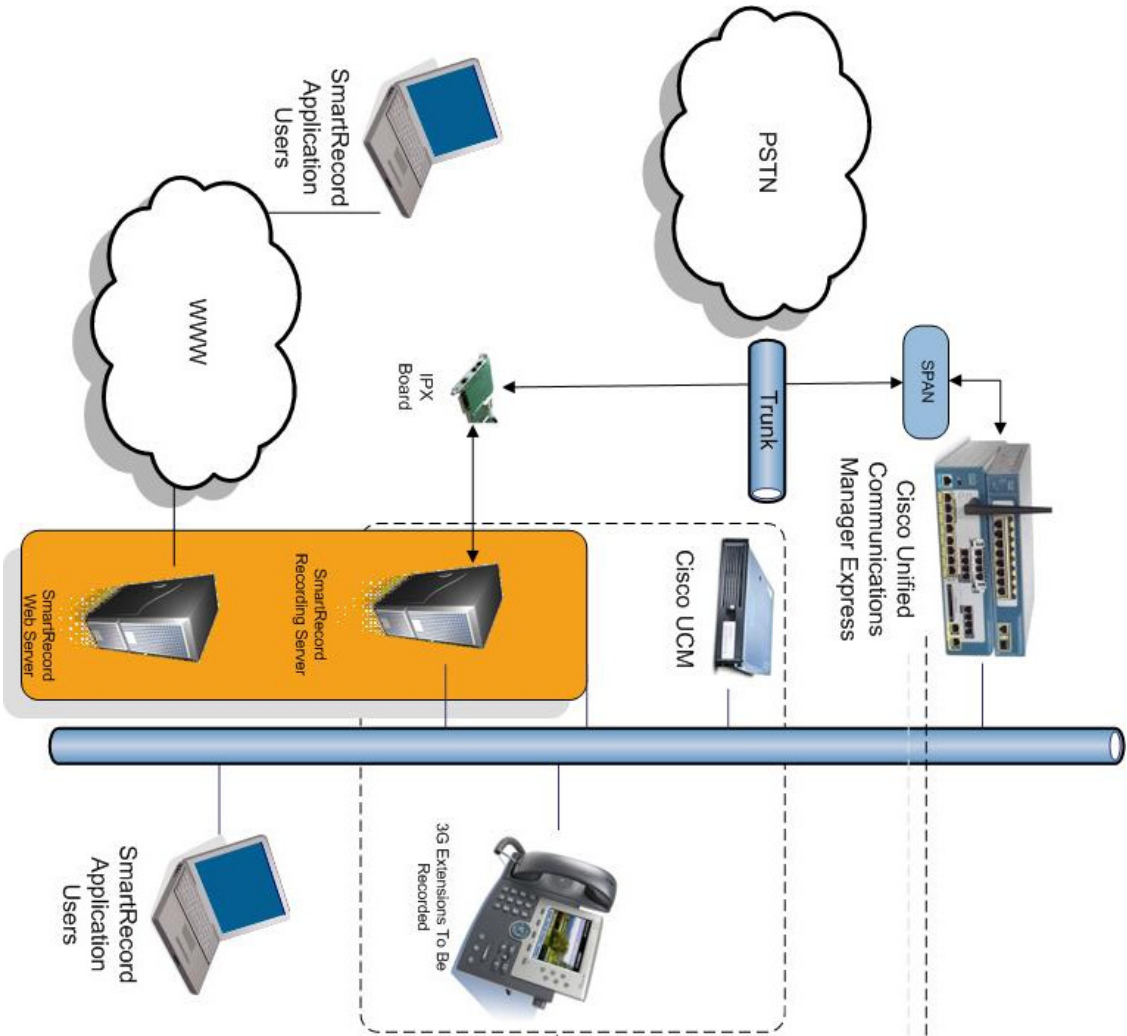 PSTN
SPAN
Cisco Unified
Communications
Manager Express
Trunk
Cisco UCM
IPX
Board
SmartRecord
Application
Users
WWW
SmartRecord
Recording Server
SmartRecord
Web Server
3G Extensions To Be
Recorded
SmartRecord
Application
Users